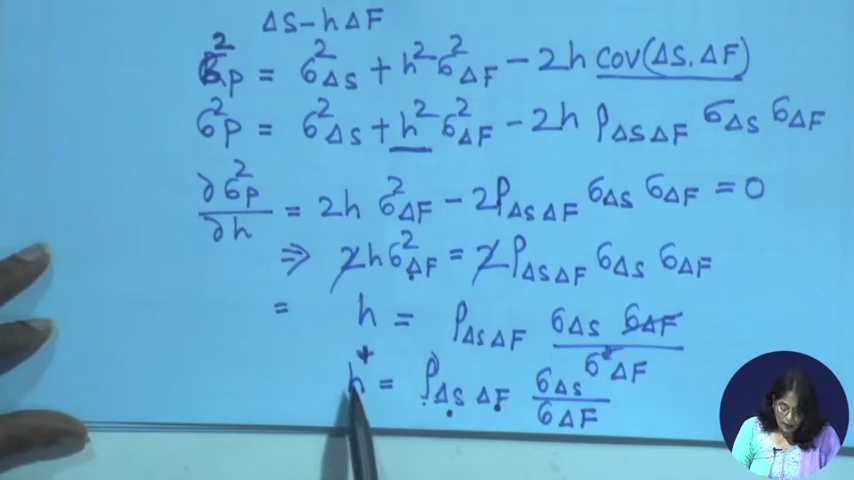 ΔS-hΔF
σ²p = σ²ΔS + h²σ²ΔF - 2h cov(ΔS, ΔF)
σ²p = σ²ΔS + h²σ²ΔF - 2h ρΔSΔF σΔS σΔF
∂σ²p/∂h = 2h σ²ΔF - 2ρΔSΔF σΔS σΔF = 0
⇒ 2hσ²ΔF = 2ρΔSΔF σΔS σΔF
= h = ρΔSΔF σΔS σΔF/σ²ΔF
h* = ρΔSΔF σΔS/σΔF